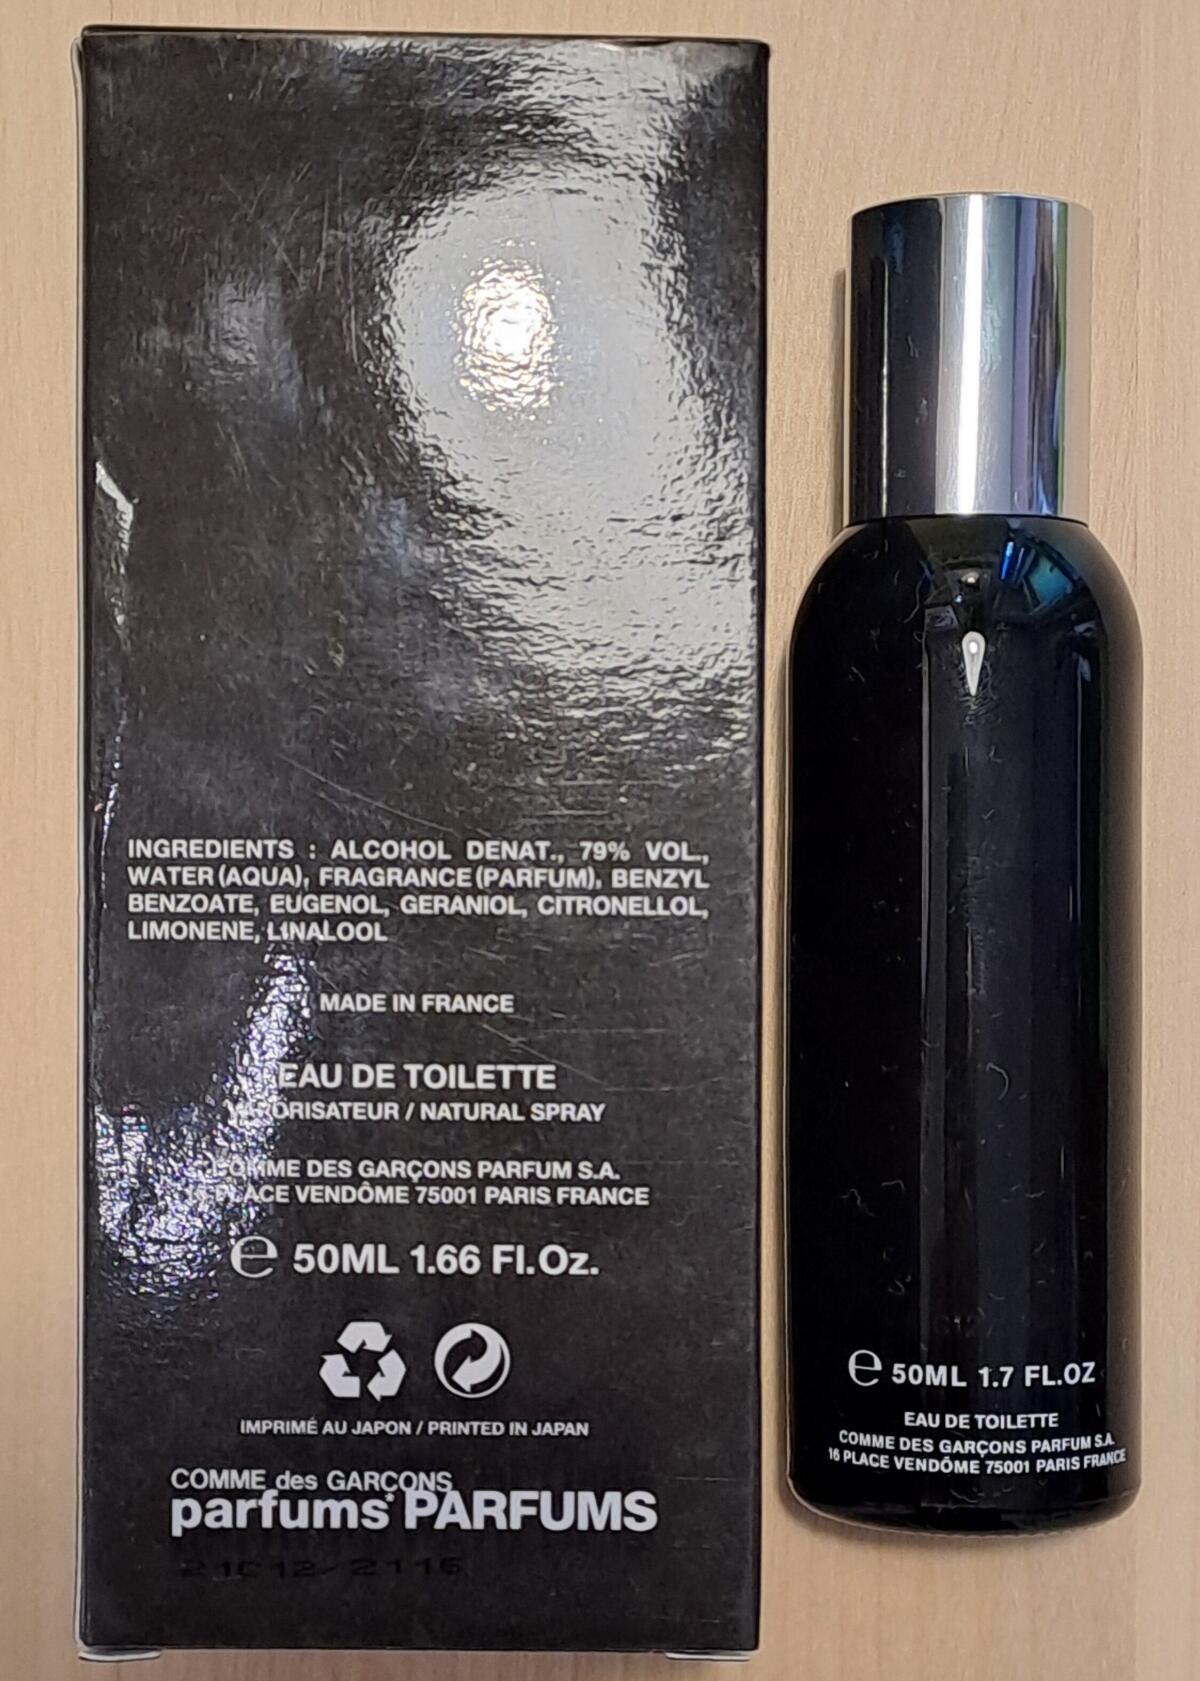 INGREDIENTS : ALCOHOL DENAT., 79% VOL.,
WATER (AQUA), FRAGRANCE (PARFUM), BENZYL
BENZOATE, EUGENOL, GERANIOL, CITRONELLOL,
LIMONENE, LINALOOL
MADE IN FRANCE
EAU DE TOILETTE
VAPORISATEUR / NATURAL SPRAY
COMME DES GARÇONS PARFUM S.A.
16 PLACE VENDÔME 75001 PARIS FRANCE
e 50ML 1.66 Fl.Oz.
IMPRIMÉ AU JAPON / PRINTED IN JAPAN
COMME des GARÇONS
parfums* PARFUMS
e 50ML 1.7 FL.OZ
EAU DE TOILETTE
COMME DES GARÇONS PARFUM S.A.
16 PLACE VENDÔME 75001 PARIS FRANCE